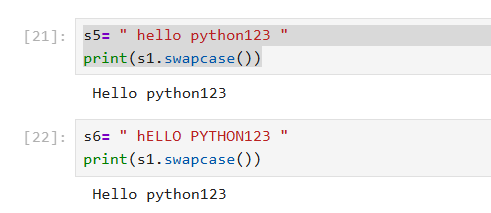 [21]: s5= " hello python123 "
print(s1.swapcase())
Hello python123
[22]: s6= " hELLO PYTHON123 "
print(s1.swapcase())
Hello python123